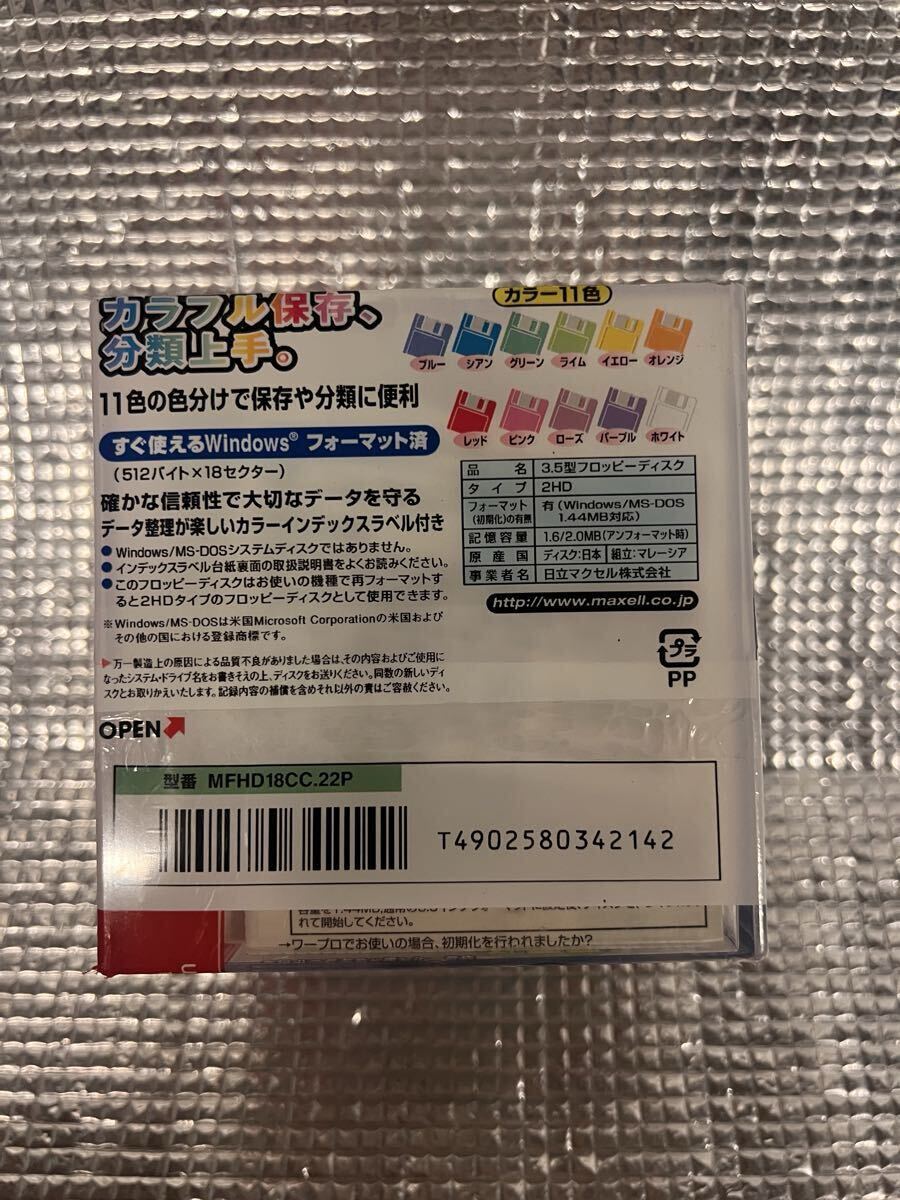 カラフル保存、
分類上手。
11色の色分けで保存や分類に便利
すぐ使えるWindows® フォーマット済
(512バイト×18セクター)
確かな信頼性で大切なデータを守る
データ整理が楽しいカラーインデックスラベル付き
●Windows/MS-DOSシステムディスクではありません。
●インデックスラベル台紙裏面の取扱説明書をよくお読みください。
●このフロッピーディスクはお使いの機種で再フォーマットす
ると2HDタイプのフロッピーディスクとして使用できます。
※Windows/MS-DOSは米国Microsoft Corporationの米国および
その他の国における登録商標です。
▶万一製造上の原因による品質不良がありました場合は、その内容およびご使用に
なったシステム・ドライブ名をお書きそえの上、ディスクをお送りください。同数の新しいディ
スクとお取りかえいたします。記録内容の補償を含めそれ以外の責はご容赦ください。
カラー11色
ブルー シアン グリーン ライム イエロー オレンジ
レッド ピンク ローズ パープル ホワイト
品名 3.5型フロッピーディスク
タイプ 2HD
フォーマット(初期化)の有無 有(Windows/MS-DOS
1.44MB対応)
記憶容量 1.6/2.0MB(アンフォーマット時)
原産国 ディスク:日本 組立:マレーシア
事業者名 日立マクセル株式会社
http://www.maxell.co.jp
プラ
PP
OPEN
型番 MFHD18CC.22P
T4902580342142
れて開始してください。
→ワープロでお使いの場合、初期化を行われましたか?